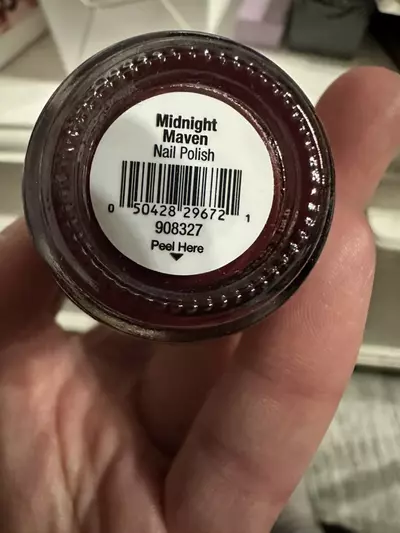 Midnight
Maven
Nail Polish
0 50428 29672 1
908327
Peel Here